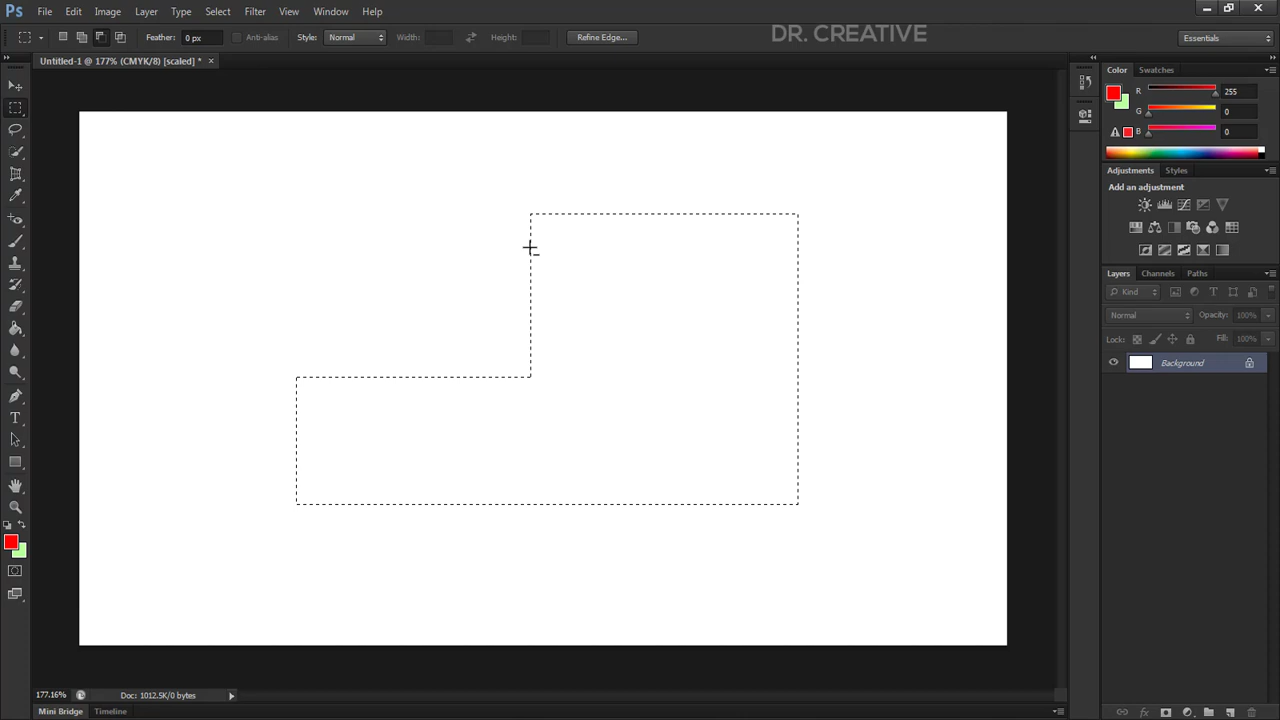 Ps File Edit Image Layer Type Select Filter View Window Help
Feather: 0 px Anti-alias Style: Normal Width: Height: Refine Edge... DR. CREATIVE Essentials
Untitled-1 @ 177% (CMYK/8) [scaled] * ×
Color Swatches
R 255
G 0
B 0
Adjustments Styles
Add an adjustment
Layers Channels Paths
Kind
Normal Opacity: 100%
Lock: Fill: 100%
Background
177.16% Doc: 1012.5K/0 bytes
Mini Bridge Timeline